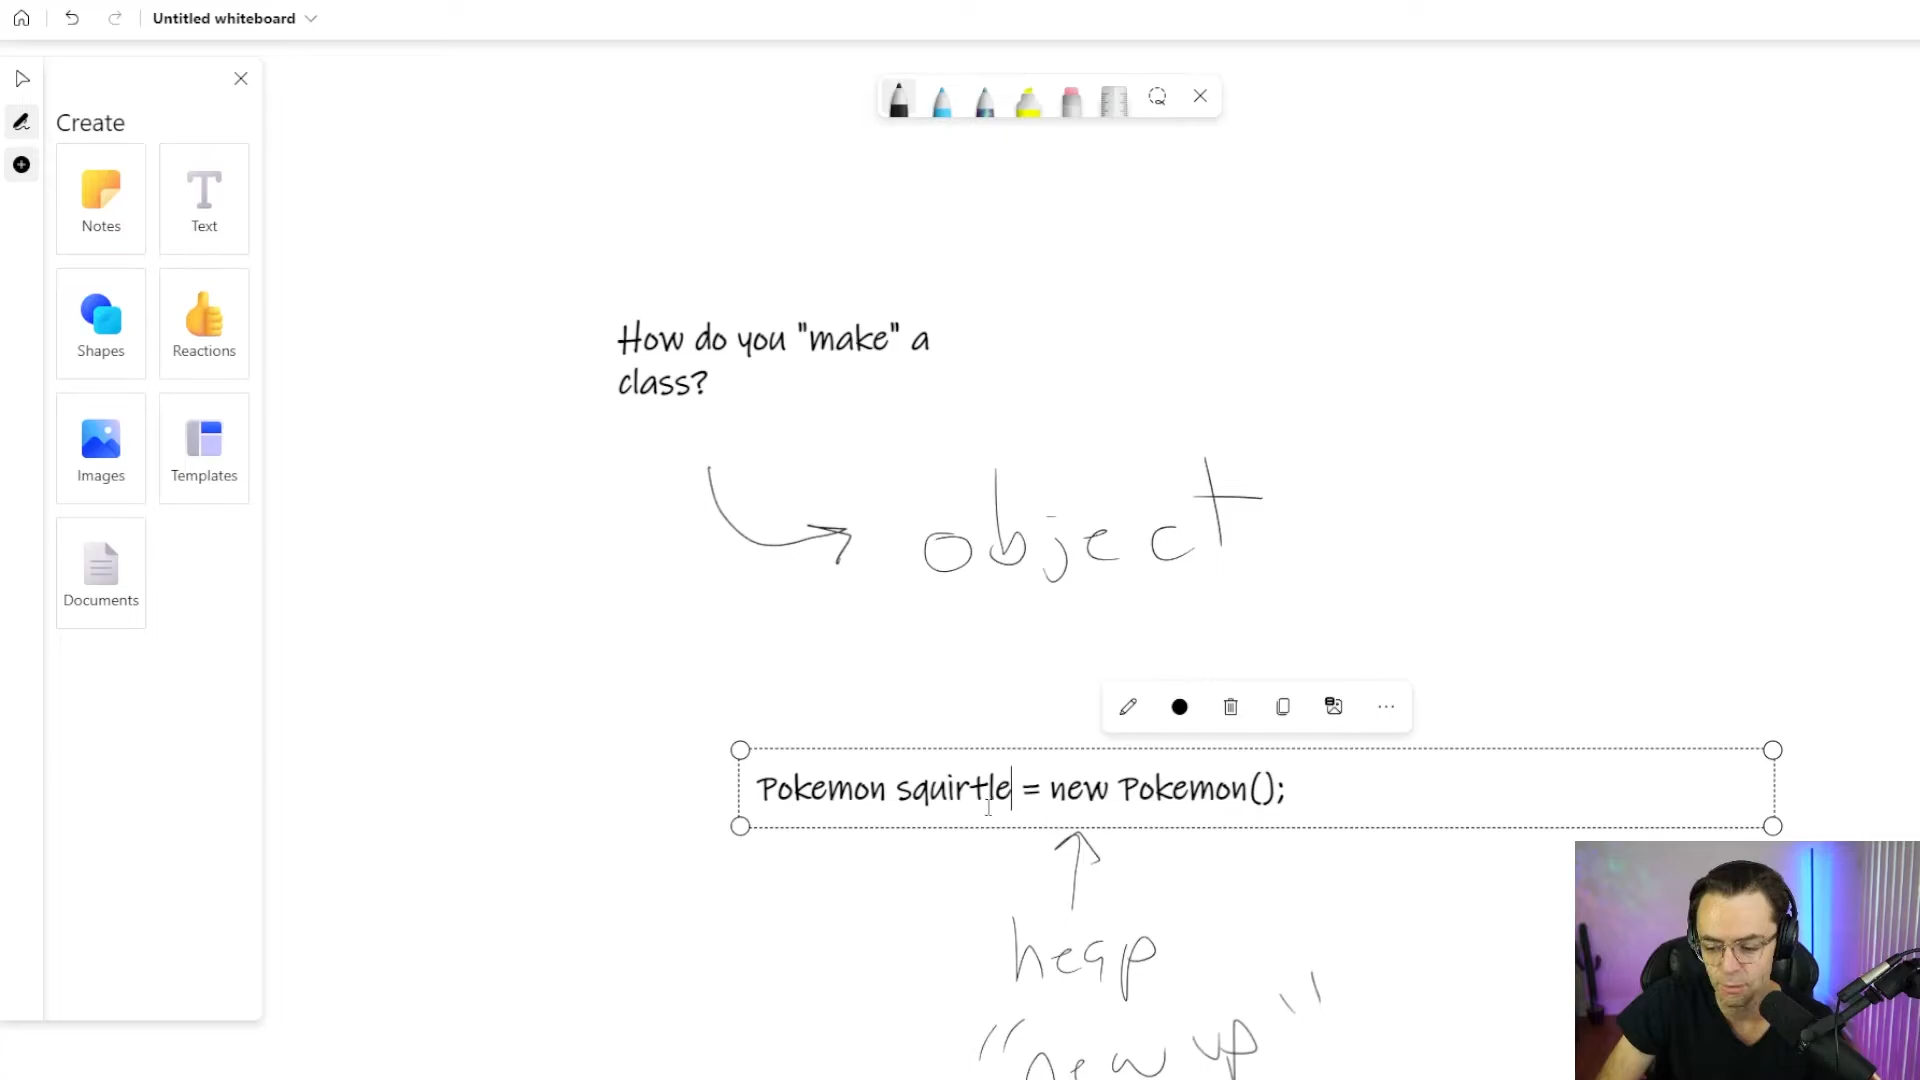 Untitled whiteboard
Create
Notes
Text
Shapes
Reactions
Images
Templates
Documents
How do you "make" a
class?
object
Pokemon squirtle = new Pokemon();
heap
"new up"